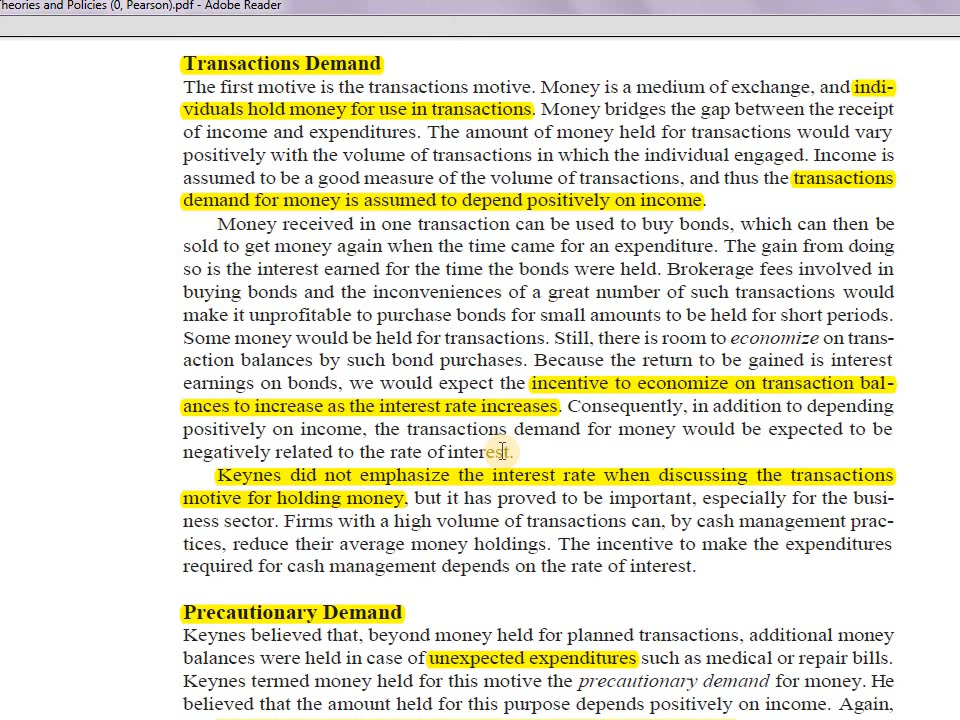 Theories and Policies (0, Pearson).pdf - Adobe Reader
Transactions Demand
The first motive is the transactions motive. Money is a medium of exchange, and indi-
viduals hold money for use in transactions. Money bridges the gap between the receipt
of income and expenditures. The amount of money held for transactions would vary
positively with the volume of transactions in which the individual engaged. Income is
assumed to be a good measure of the volume of transactions, and thus the transactions
demand for money is assumed to depend positively on income.
Money received in one transaction can be used to buy bonds, which can then be
sold to get money again when the time came for an expenditure. The gain from doing
so is the interest earned for the time the bonds were held. Brokerage fees involved in
buying bonds and the inconveniences of a great number of such transactions would
make it unprofitable to purchase bonds for small amounts to be held for short periods.
Some money would be held for transactions. Still, there is room to economize on trans-
action balances by such bond purchases. Because the return to be gained is interest
earnings on bonds, we would expect the incentive to economize on transaction bal-
ances to increase as the interest rate increases. Consequently, in addition to depending
positively on income, the transactions demand for money would be expected to be
negatively related to the rate of interest.
Keynes did not emphasize the interest rate when discussing the transactions
motive for holding money, but it has proved to be important, especially for the busi-
ness sector. Firms with a high volume of transactions can, by cash management prac-
tices, reduce their average money holdings. The incentive to make the expenditures
required for cash management depends on the rate of interest.
Precautionary Demand
Keynes believed that, beyond money held for planned transactions, additional money
balances were held in case of unexpected expenditures such as medical or repair bills.
Keynes termed money held for this motive the precautionary demand for money. He
believed that the amount held for this purpose depends positively on income. Again,